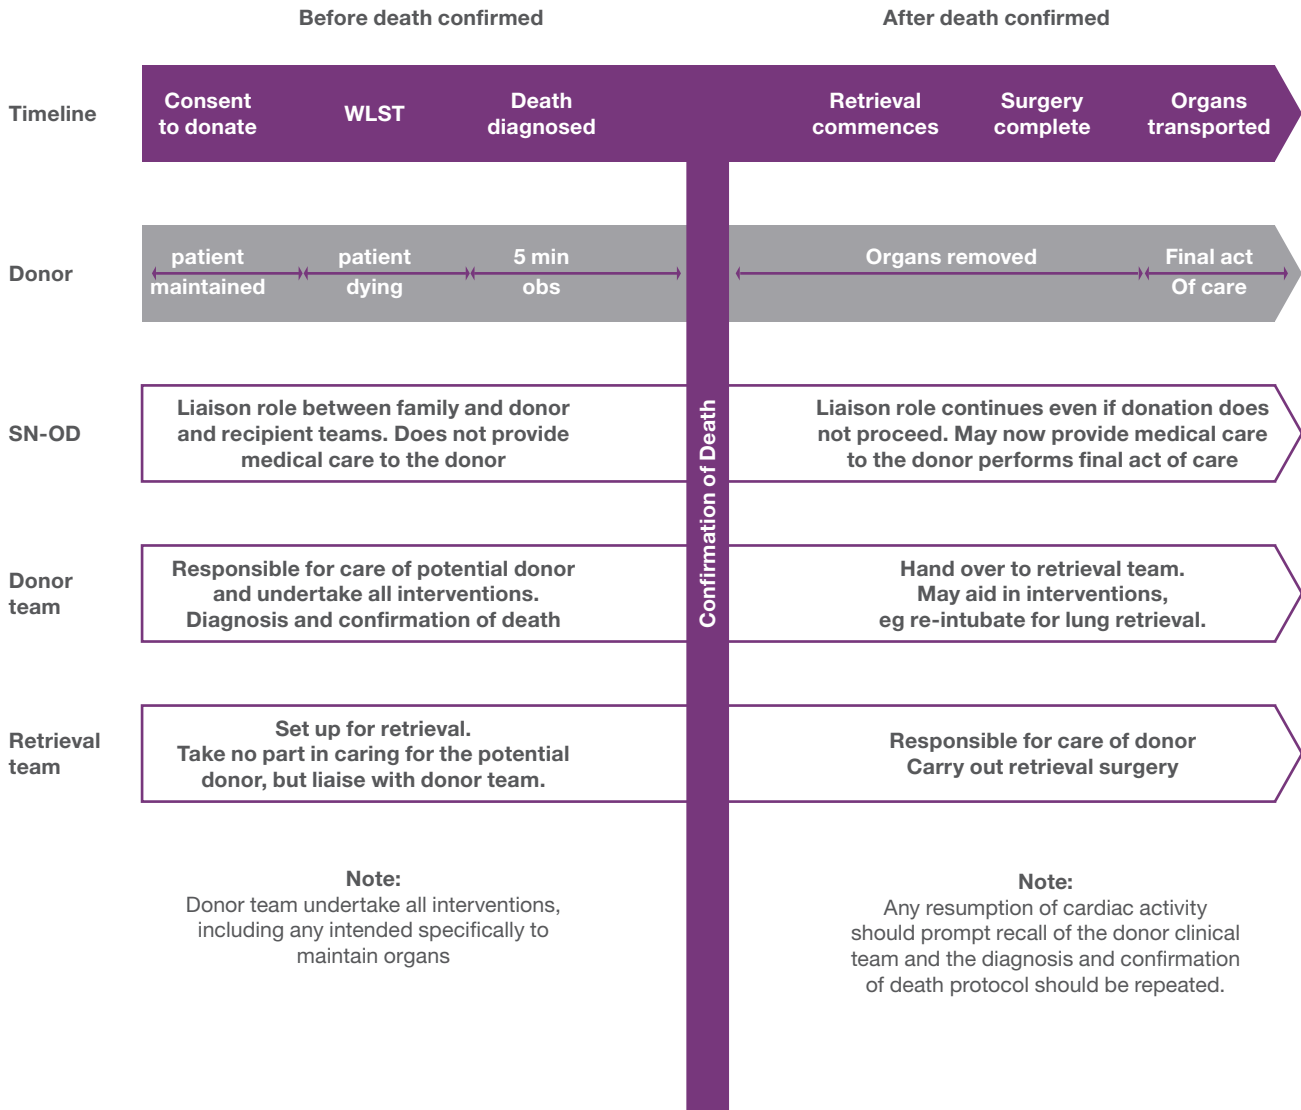 Before death confirmed
After death confirmed
Timeline
Consent
to donate
WLST
Death
diagnosed
Retrieval
commences
Surgery
complete
Organs
transported
Donor
patient
maintained
patient
dying
5 min
obs
Organs removed
Final act
Of care
SN-OD
Liaison role between family and donor
and recipient teams. Does not provide
medical care to the donor
Liaison role continues even if donation does
not proceed. May now provide medical care
to the donor performs final act of care
Confirmation of Death
Donor
team
Responsible for care of potential donor
and undertake all interventions.
Diagnosis and confirmation of death
Hand over to retrieval team.
May aid in interventions,
eg re-intubate for lung retrieval.
Retrieval
team
Set up for retrieval.
Take no part in caring for the potential
donor, but liaise with donor team.
Responsible for care of donor
Carry out retrieval surgery
Note:
Donor team undertake all interventions,
including any intended specifically to
maintain organs
Note:
Any resumption of cardiac activity
should prompt recall of the donor clinical
team and the diagnosis and confirmation
of death protocol should be repeated.